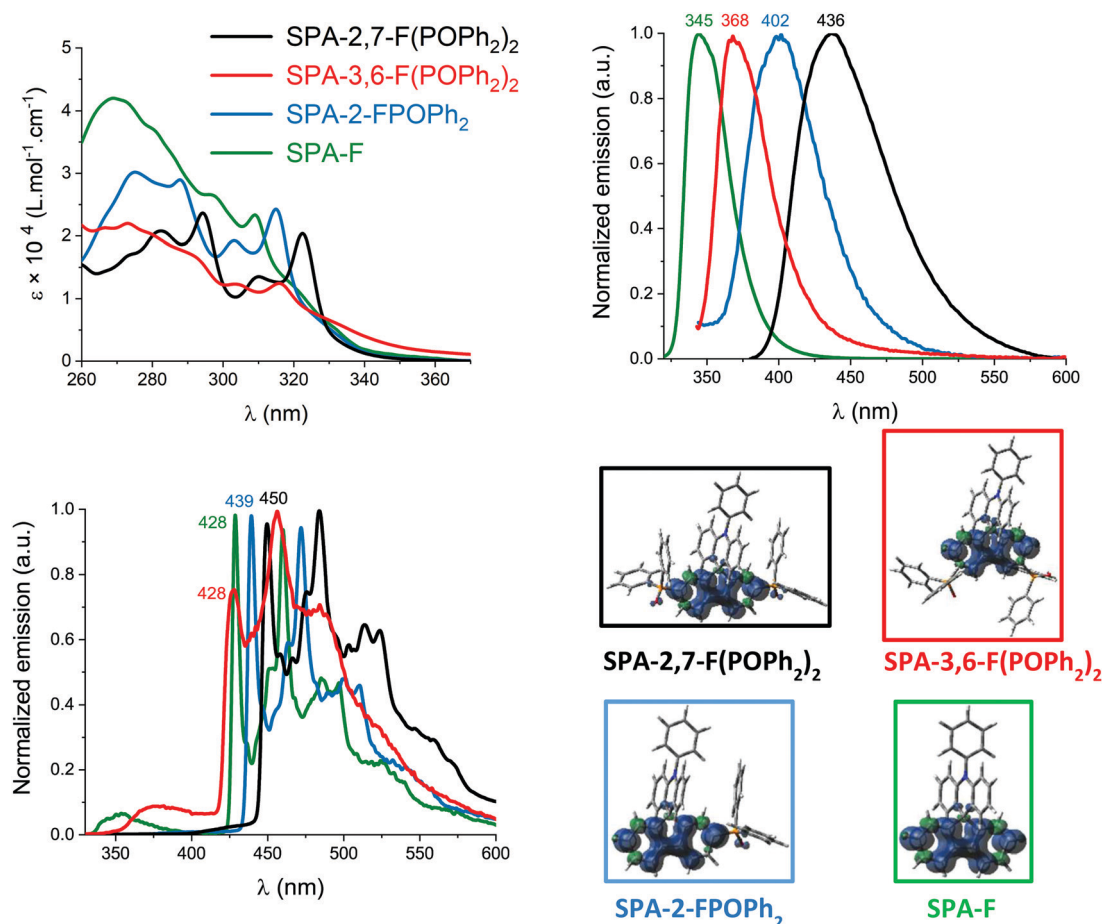 SPA-2,7-F(POPh₂)₂
SPA-3,6-F(POPh₂)₂
SPA-2-FPOPh₂
SPA-F
ε × 10⁴ (L.mol⁻¹.cm⁻¹)
5
4
3
2
1
0
260 280 300 320 340 360
λ (nm)
345 368 402 436
Normalized emission (a.u.)
1.0
0.8
0.6
0.4
0.2
0.0
350 400 450 500 550 600
λ (nm)
439 450
428
428
Normalized emission (a.u.)
1.0
0.8
0.6
0.4
0.2
0.0
350 400 450 500 550 600
λ (nm)
SPA-2,7-F(POPh₂)₂
SPA-3,6-F(POPh₂)₂
SPA-2-FPOPh₂
SPA-F